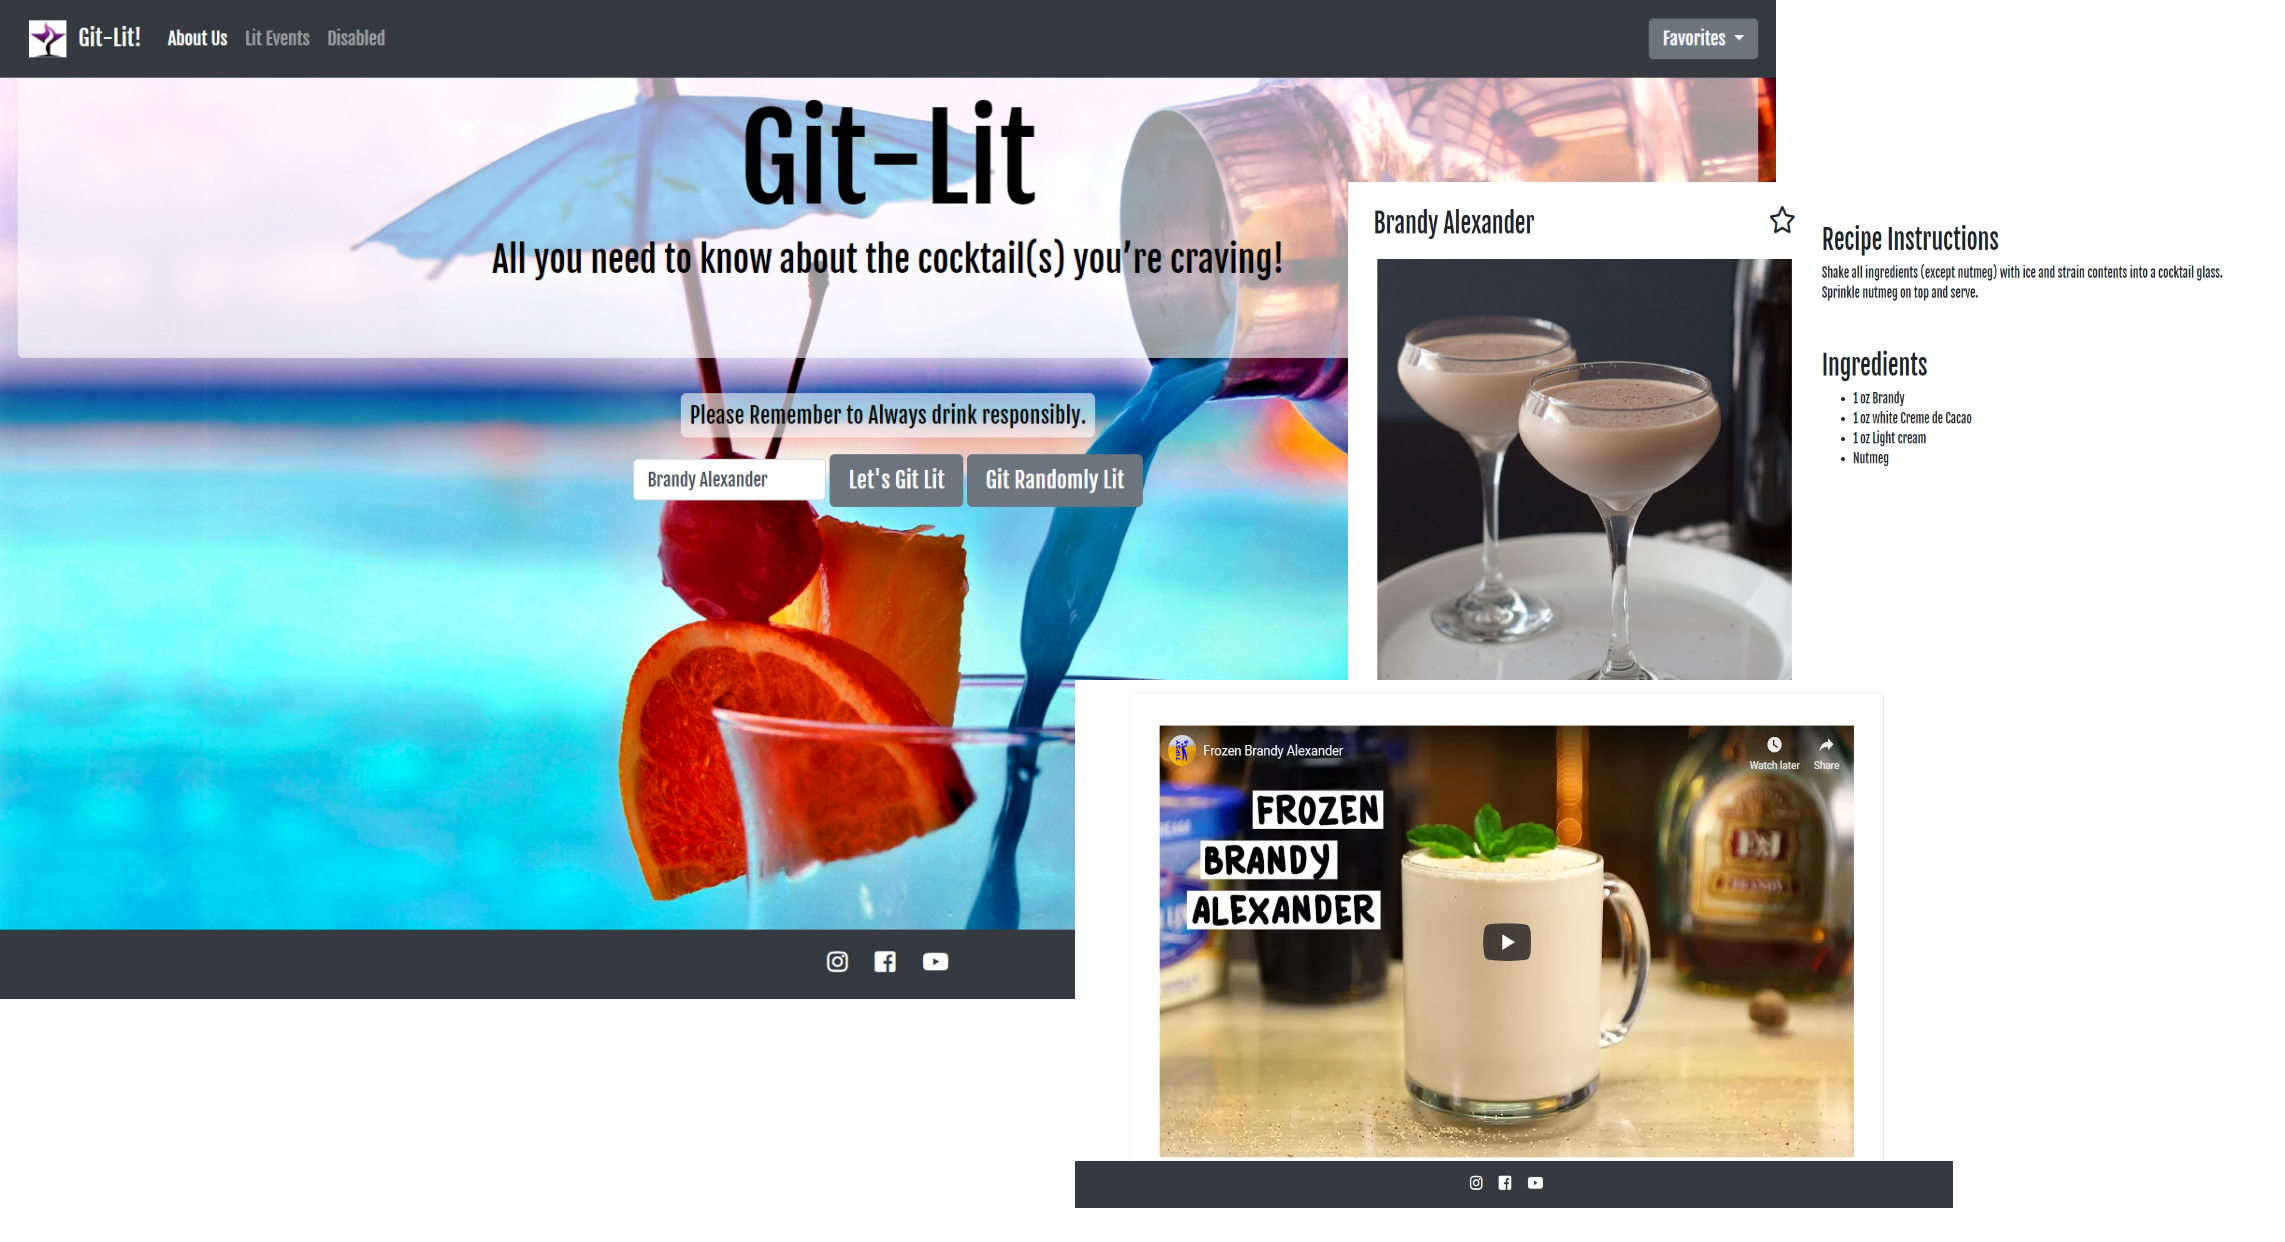 Git-Lit!
About Us
Lit Events
Disabled
Favorites
Git-Lit
All you need to know about the cocktail(s) you're craving!
Please Remember to Always drink responsibly.
Brandy Alexander
Let's Git Lit
Git Randomly Lit
Brandy Alexander
Recipe Instructions
Shake all ingredients (except nutmeg) with ice and strain contents into a cocktail glass.
Sprinkle nutmeg on top and serve.
Ingredients
1 oz Brandy
1 oz white Creme de Cacao
1 oz Light cream
Nutmeg
Frozen Brandy Alexander
Watch later
Share
FROZEN
BRANDY
ALEXANDER
E&J
BRANDY